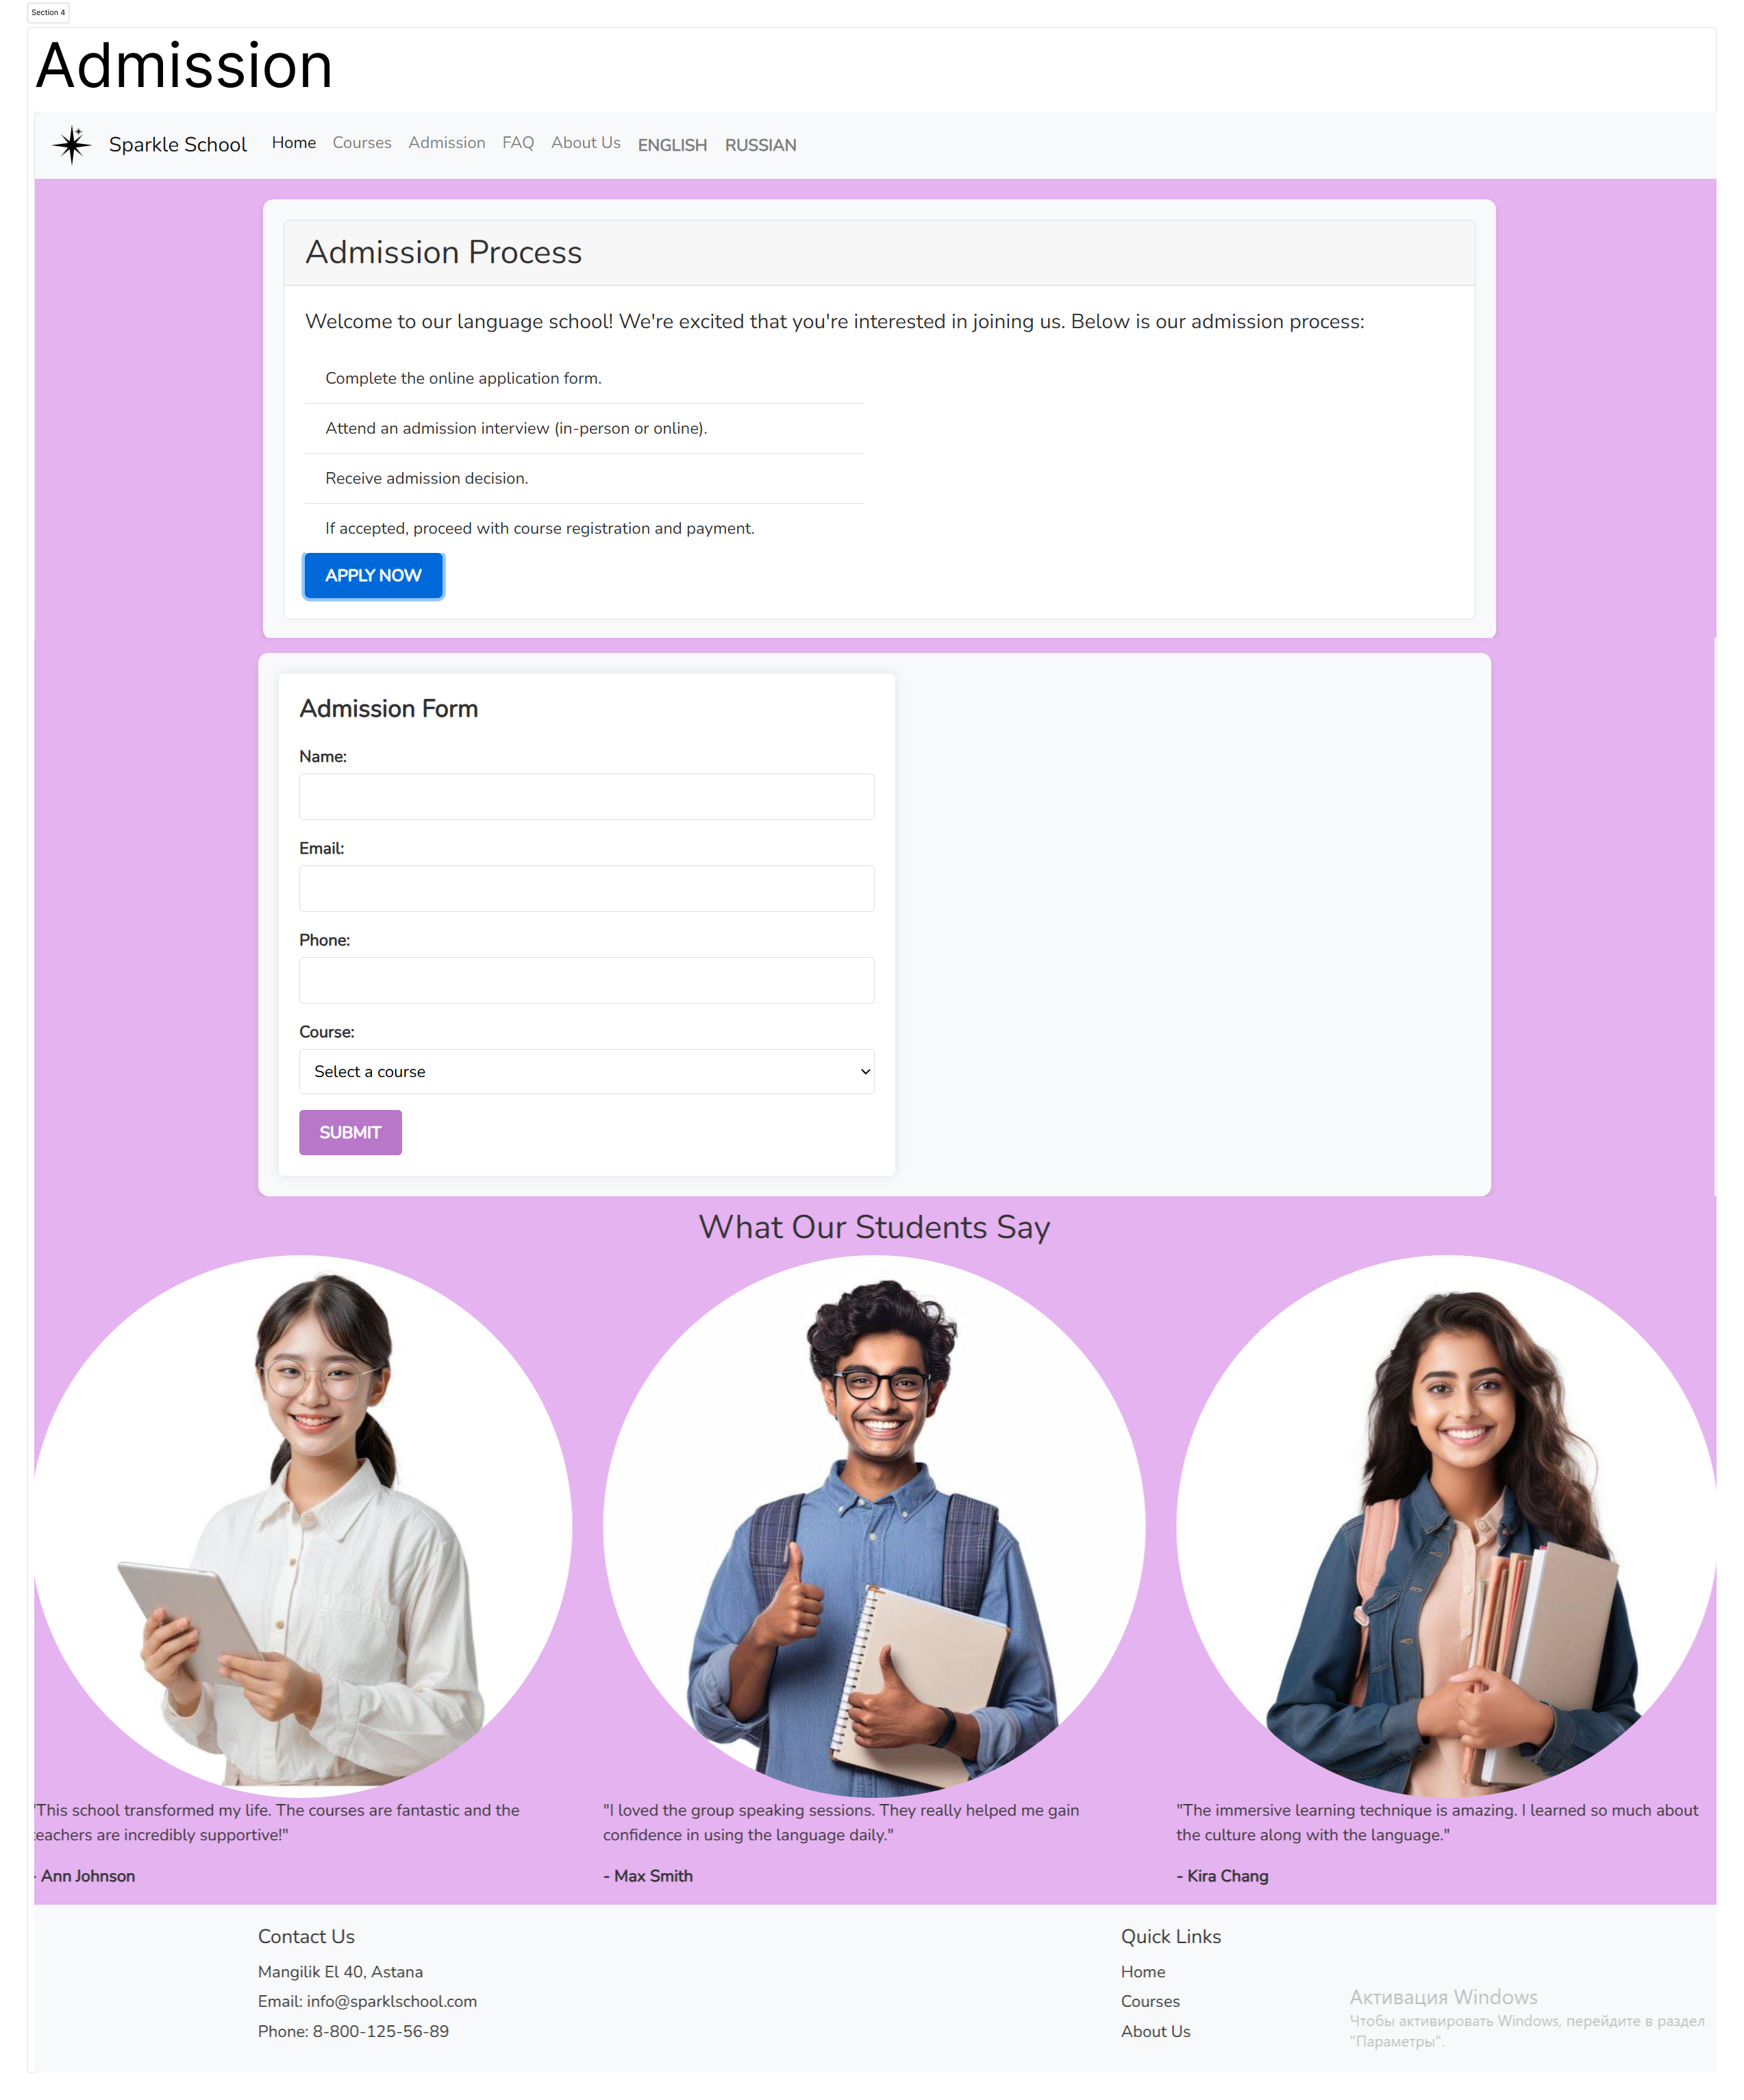 Section 4
Admission
Sparkle School Home Courses Admission FAQ About Us ENGLISH RUSSIAN
Admission Process
Welcome to our language school! We're excited that you're interested in joining us. Below is our admission process:
Complete the online application form.
Attend an admission interview (in-person or online).
Receive admission decision.
If accepted, proceed with course registration and payment.
APPLY NOW
Admission Form
Name:
Email:
Phone:
Course:
Select a course
SUBMIT
What Our Students Say
"This school transformed my life. The courses are fantastic and the
teachers are incredibly supportive!"
- Ann Johnson
"I loved the group speaking sessions. They really helped me gain
confidence in using the language daily."
- Max Smith
"The immersive learning technique is amazing. I learned so much about
the culture along with the language."
- Kira Chang
Contact Us
Mangilik El 40, Astana
Email: info@sparklschool.com
Phone: 8-800-125-56-89
Quick Links
Home
Courses
About Us
Активация Windows
Чтобы активировать Windows, перейдите в раздел
"Параметры".